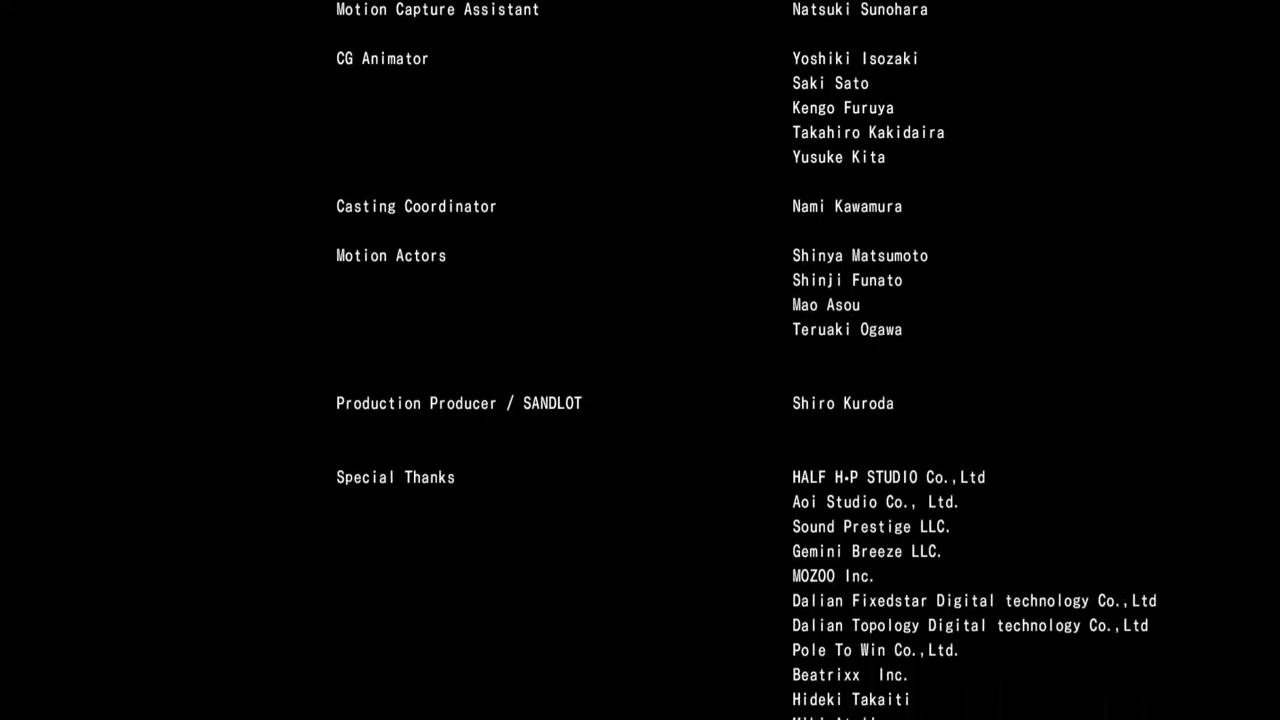 Motion Capture Assistant Natsuki Sunohara
CG Animator Yoshiki Isozaki
Saki Sato
Kengo Furuya
Takahiro Kakidaira
Yusuke Kita
Casting Coordinator Nami Kawamura
Motion Actors Shinya Matsumoto
Shinji Funato
Mao Asou
Teruaki Ogawa
Production Producer / SANDLOT Shiro Kuroda
Special Thanks HALF H•P STUDIO Co.,Ltd
Aoi Studio Co., Ltd.
Sound Prestige LLC.
Gemini Breeze LLC.
MOZOO Inc.
Dalian Fixedstar Digital technology Co.,Ltd
Dalian Topology Digital technology Co.,Ltd
Pole To Win Co.,Ltd.
Beatrixx  Inc.
Hideki Takaiti